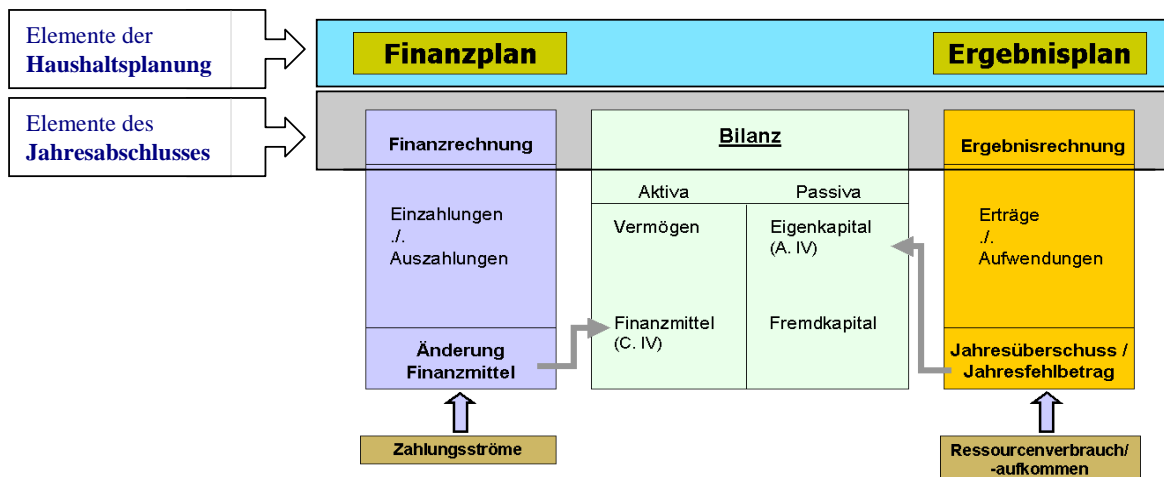 Elemente der
Haushaltsplanung
Finanzplan
Ergebnisplan
Elemente des
Jahresabschlusses
Finanzrechnung
Einzahlungen
./.
Auszahlungen
Änderung
Finanzmittel
Zahlungsströme
Bilanz
Aktiva
Passiva
Vermögen
Eigenkapital
(A. IV)
Finanzmittel
(C. IV)
Fremdkapital
Ergebnisrechnung
Erträge
./.
Aufwendungen
Jahresüberschuss /
Jahresfehlbetrag
Ressourcenverbrauch/
-aufkommen